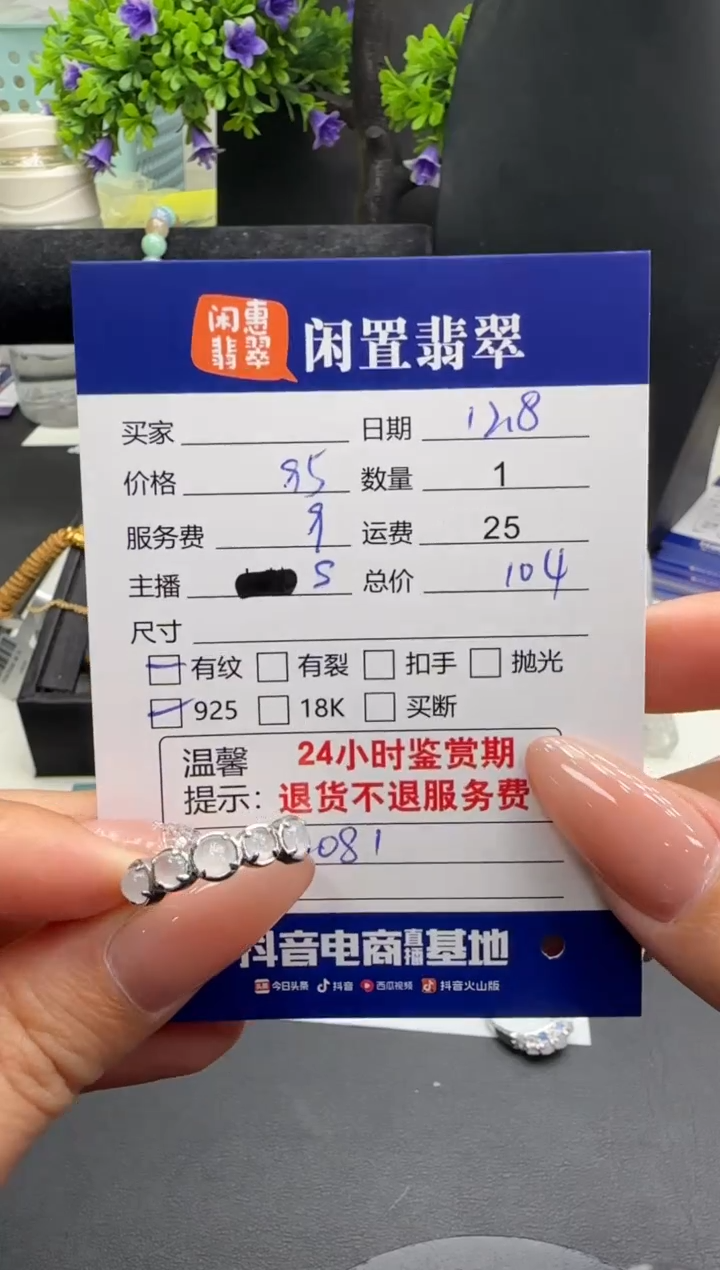 闲惠翡翠 闲置翡翠
买家 日期 128
价格 95 数量 1
服务费 9 运费 25
主播 S 总价 104
尺寸
有纹 有裂 扣手 抛光
925 18K 买断
温馨 24小时鉴赏期
提示：退货不退服务费
081
抖音电商直播基地
今日头条 抖音 西瓜视频 抖音火山版